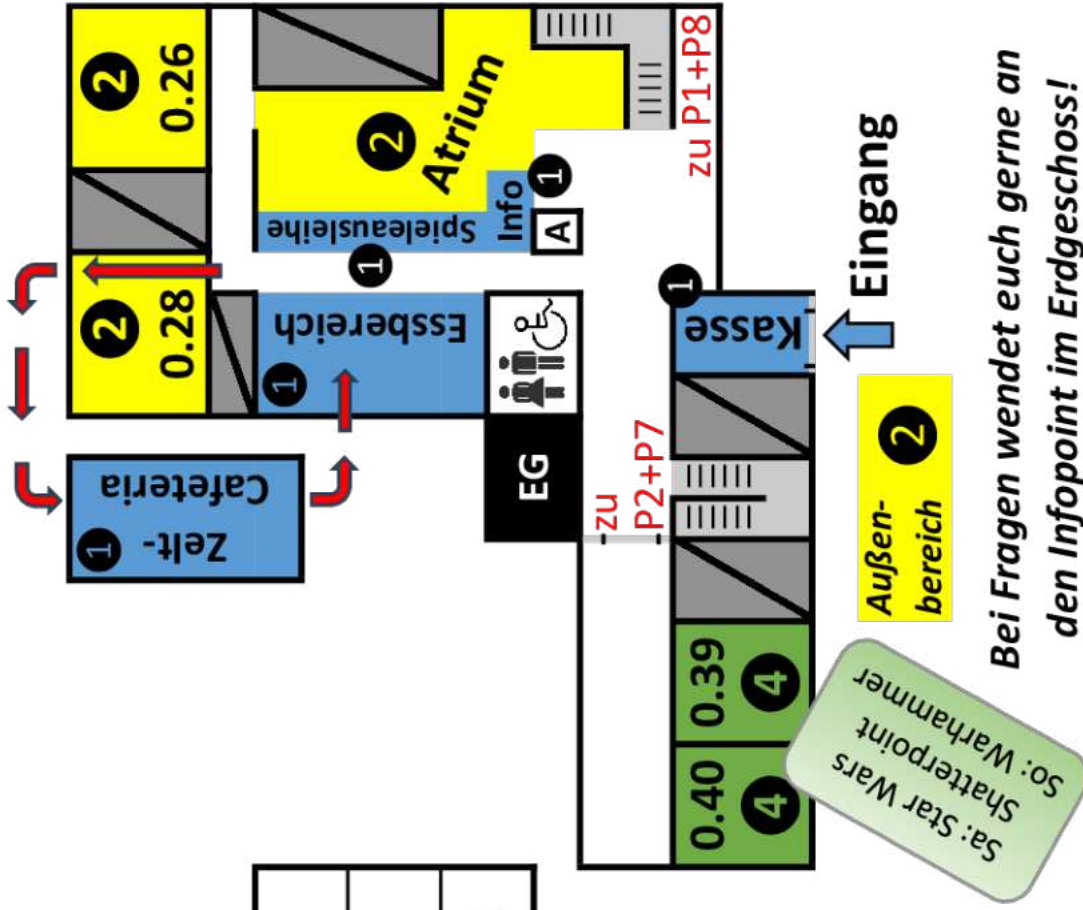 2
0.26
2
0.28
2
Atrium
Spieleausleihe
Info
1
A
1
1
Essbereich
1
Zelt-
Cafeteria
EG
zu P1+P8
zu
P2+P7
1
Kasse
Eingang
Außen-
bereich
2
0.39
4
0.40
4
Sa: Star Wars
Shatterpoint
So: Warhammer
Bei Fragen wendet euch gerne an
den Infopoint im Erdgeschoss!